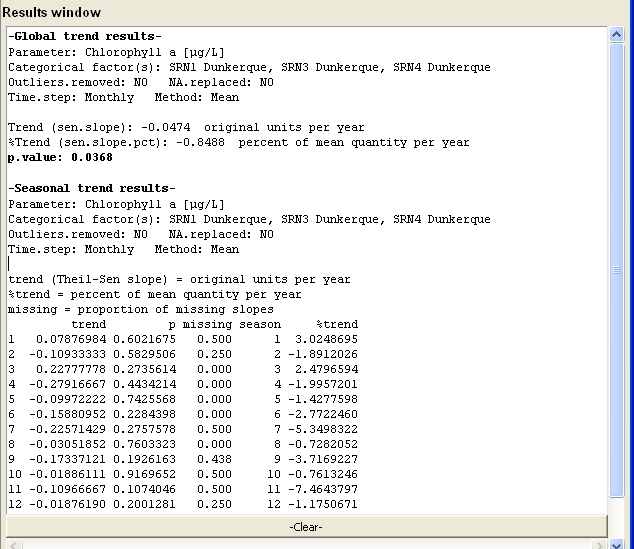 Results window
-Global trend results-
Parameter: Chlorophyll a [µg/L]
Categorical factor(s): SRN1 Dunkerque, SRN3 Dunkerque, SRN4 Dunkerque
Outliers.removed: NO   NA.replaced: NO
Time.step: Monthly   Method: Mean
Trend (sen.slope): -0.0474  original units per year
%Trend (sen.slope.pct): -0.8488  percent of mean quantity per year
p.value: 0.0368
-Seasonal trend results-
Parameter: Chlorophyll a [µg/L]
Categorical factor(s): SRN1 Dunkerque, SRN3 Dunkerque, SRN4 Dunkerque
Outliers.removed: NO   NA.replaced: NO
Time.step: Monthly   Method: Mean
trend (Theil-Sen slope) = original units per year
%trend = percent of mean quantity per year
missing = proportion of missing slopes
trend         p missing season     %trend
1   0.07876984 0.6021675   0.500      1  3.0248695
2  -0.10933333 0.5829506   0.250      2 -1.8912026
3   0.22777778 0.2735614   0.000      3  2.4796594
4  -0.27916667 0.4434214   0.000      4 -1.9957201
5  -0.09972222 0.7425568   0.000      5 -1.4277598
6  -0.15880952 0.2284398   0.000      6 -2.7722460
7  -0.22571429 0.2757578   0.500      7 -5.3498322
8  -0.03051852 0.7603323   0.000      8 -0.7282052
9  -0.17337121 0.1926163   0.438      9 -3.7169227
10 -0.01886111 0.9169652   0.500     10 -0.7613246
11 -0.10966667 0.1074046   0.500     11 -7.4643797
12 -0.01876190 0.2001281   0.250     12 -1.1750671
-Clear-